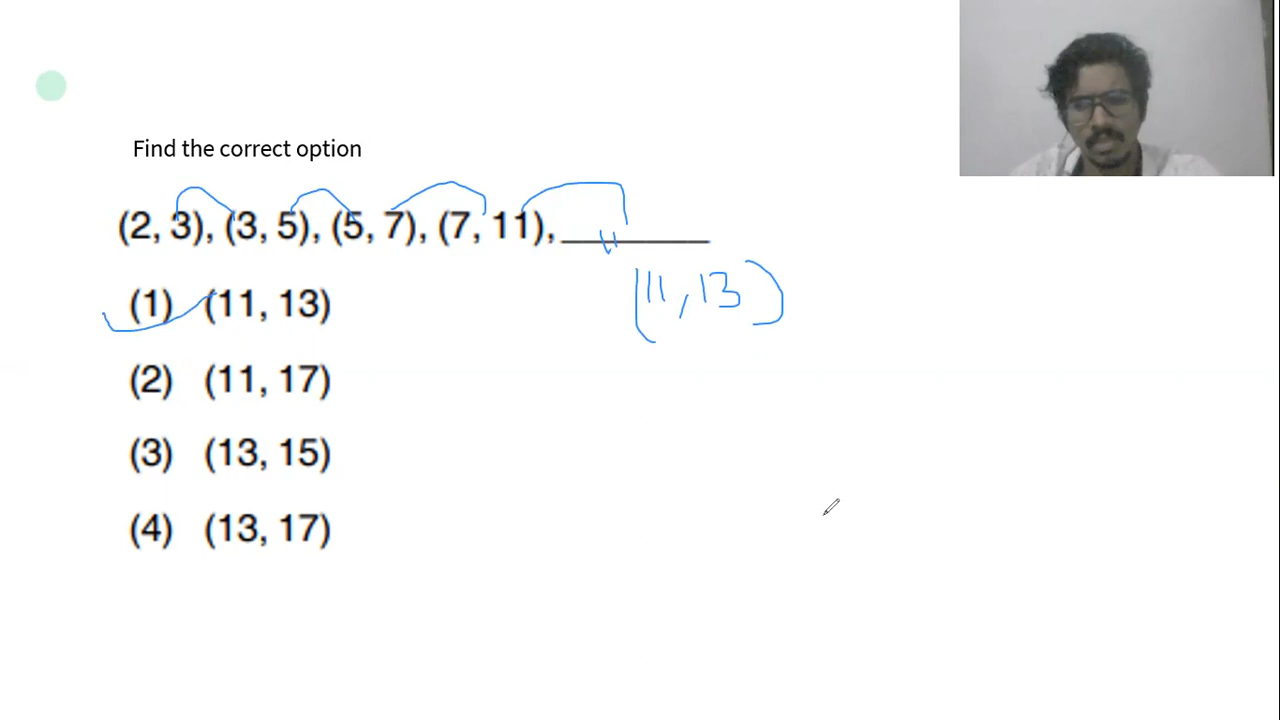 Find the correct option
(2, 3), (3, 5), (5, 7), (7, 11), ________
11
(11, 13)
(1) (11, 13)
(2) (11, 17)
(3) (13, 15)
(4) (13, 17)